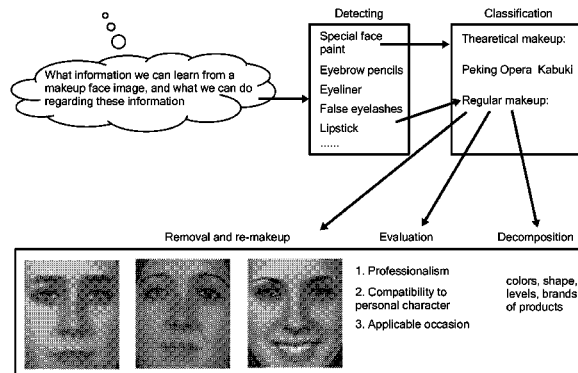 Detecting
Classification
What information we can learn from a
makeup face image, and what we can do
regarding these information
Special face
paint
Eyebrow pencils
Eyeliner
False eyelashes
Lipstick
......
Thearetical makeup:
Peking Opera Kabuki
Regular makeup:
Removal and re-makeup
Evaluation
Decomposition
1. Professionalism
2. Compatibility to
personal character
3. Applicable occasion
colors, shape,
levels, brands
of products